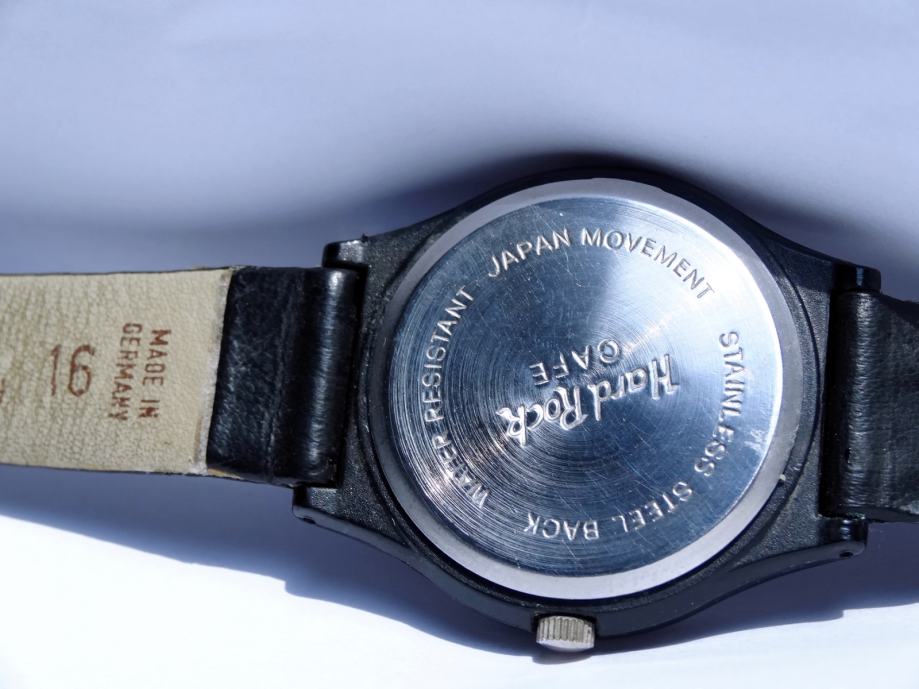 MADE IN
GERMANY
16
WATER RESISTANT
JAPAN MOVEMENT
STAINLESS STEEL BACK
Hard Rock
CAFE